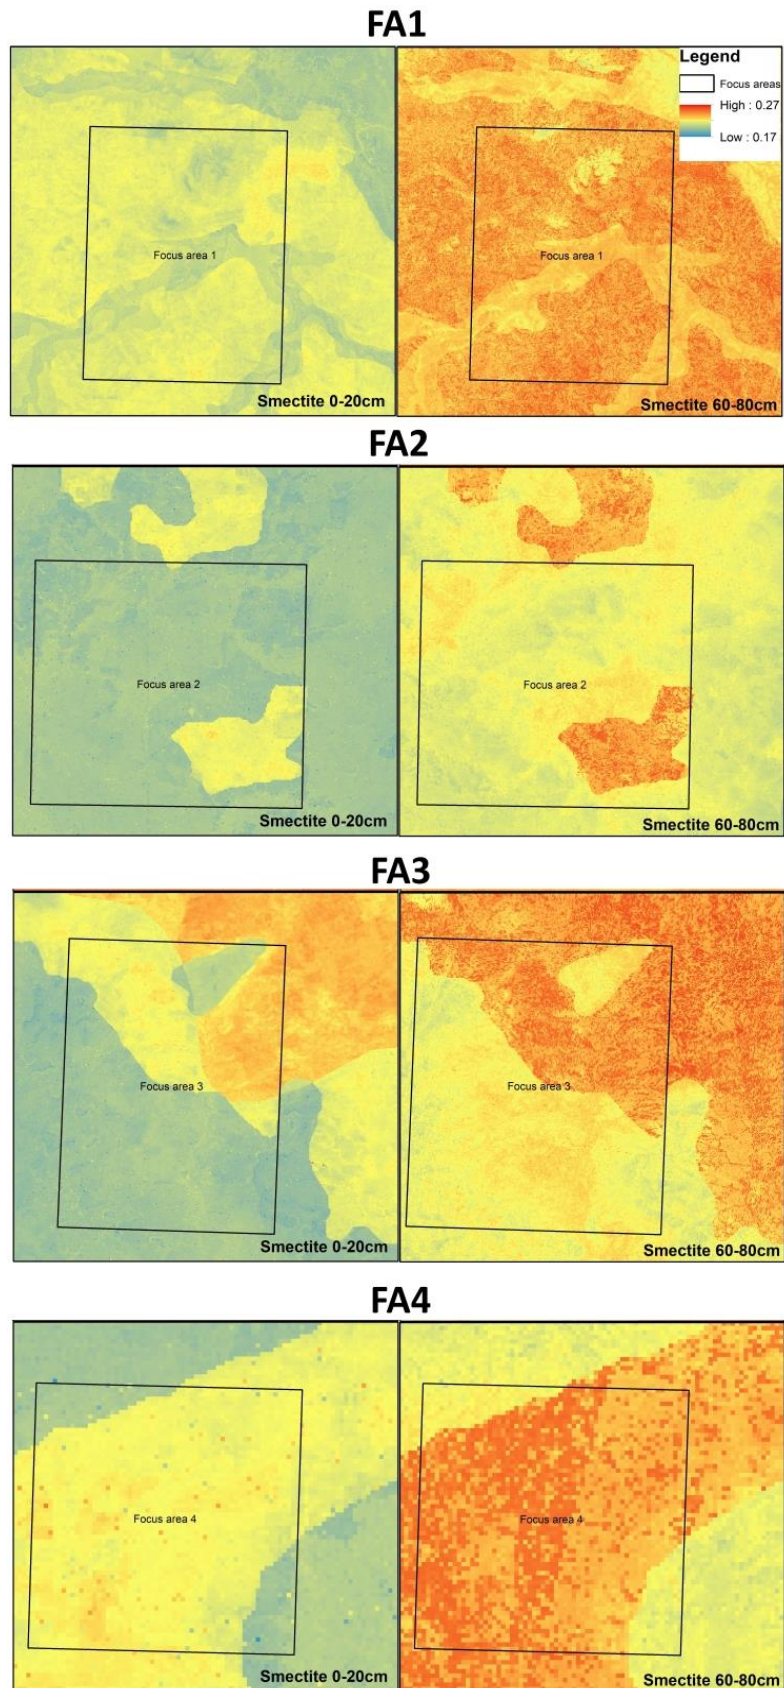 FA1
Legend
Focus areas
High : 0.27
Low : 0.17
Focus area 1
Focus area 1
Smectite 0-20cm
Smectite 60-80cm
FA2
Focus area 2
Focus area 2
Smectite 0-20cm
Smectite 60-80cm
FA3
Focus area 3
Focus area 3
Smectite 0-20cm
Smectite 60-80cm
FA4
Focus area 4
Focus area 4
Smectite 0-20cm
Smectite 60-80cm